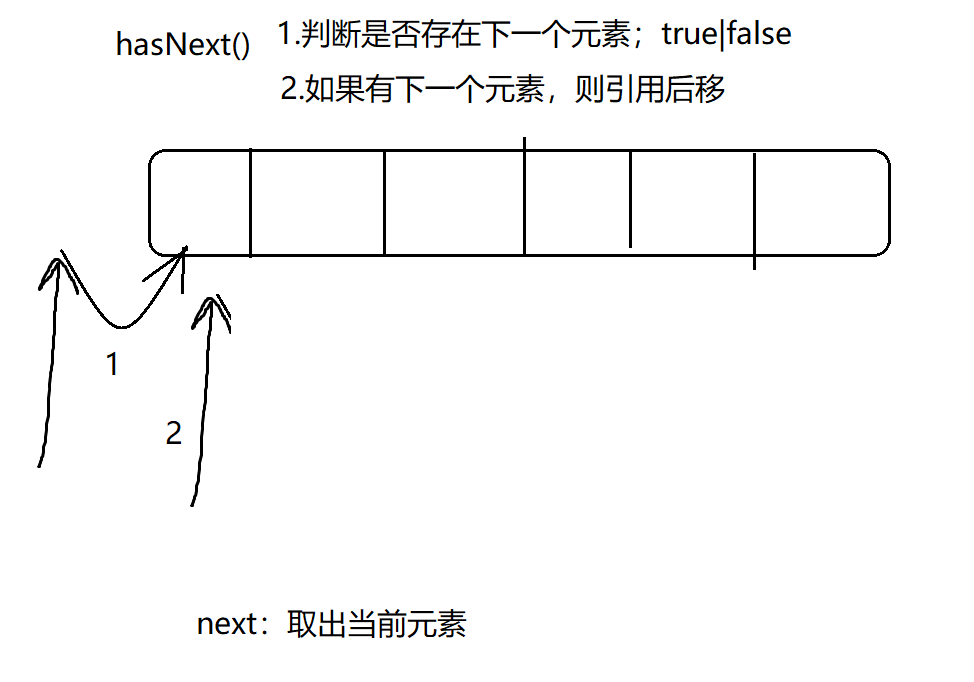 hasNext()
1.判断是否存在下一个元素；true|false
2.如果有下一个元素，则引用后移
1
2
next：取出当前元素